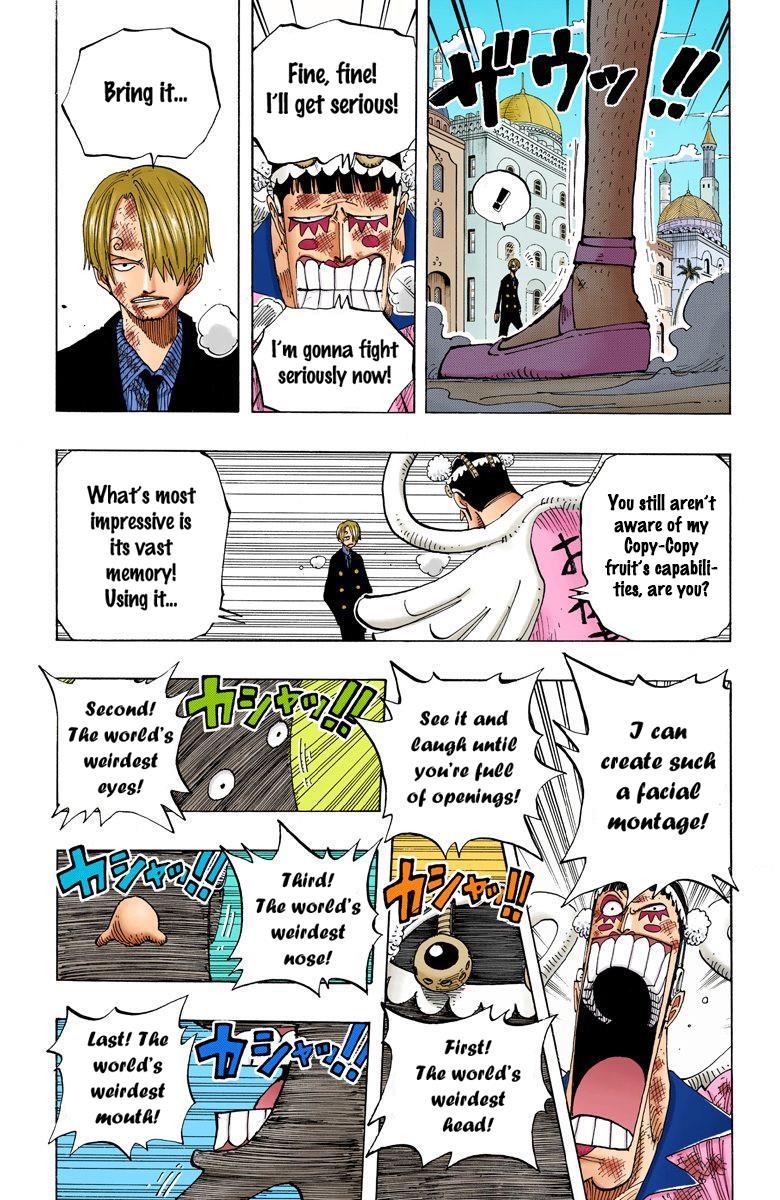 ザウッ!!
!
Fine, fine!
I'll get serious!
I'm gonna fight
seriously now!
Bring it...
You still aren't
aware of my
Copy-Copy
fruit's capabili-
ties, are you?
おか
What's most
impressive is
its vast
memory!
Using it...
I can
create such
a facial
montage!
See it and
laugh until
you're full
of openings!
カシャッ!!
First!
The world's
weirdest
head!
カシャッ!!
Second!
The world's
weirdest
eyes!
カシャッ!!
Third!
The world's
weirdest
nose!
カシャッ!!
Last! The
world's
weirdest
mouth!